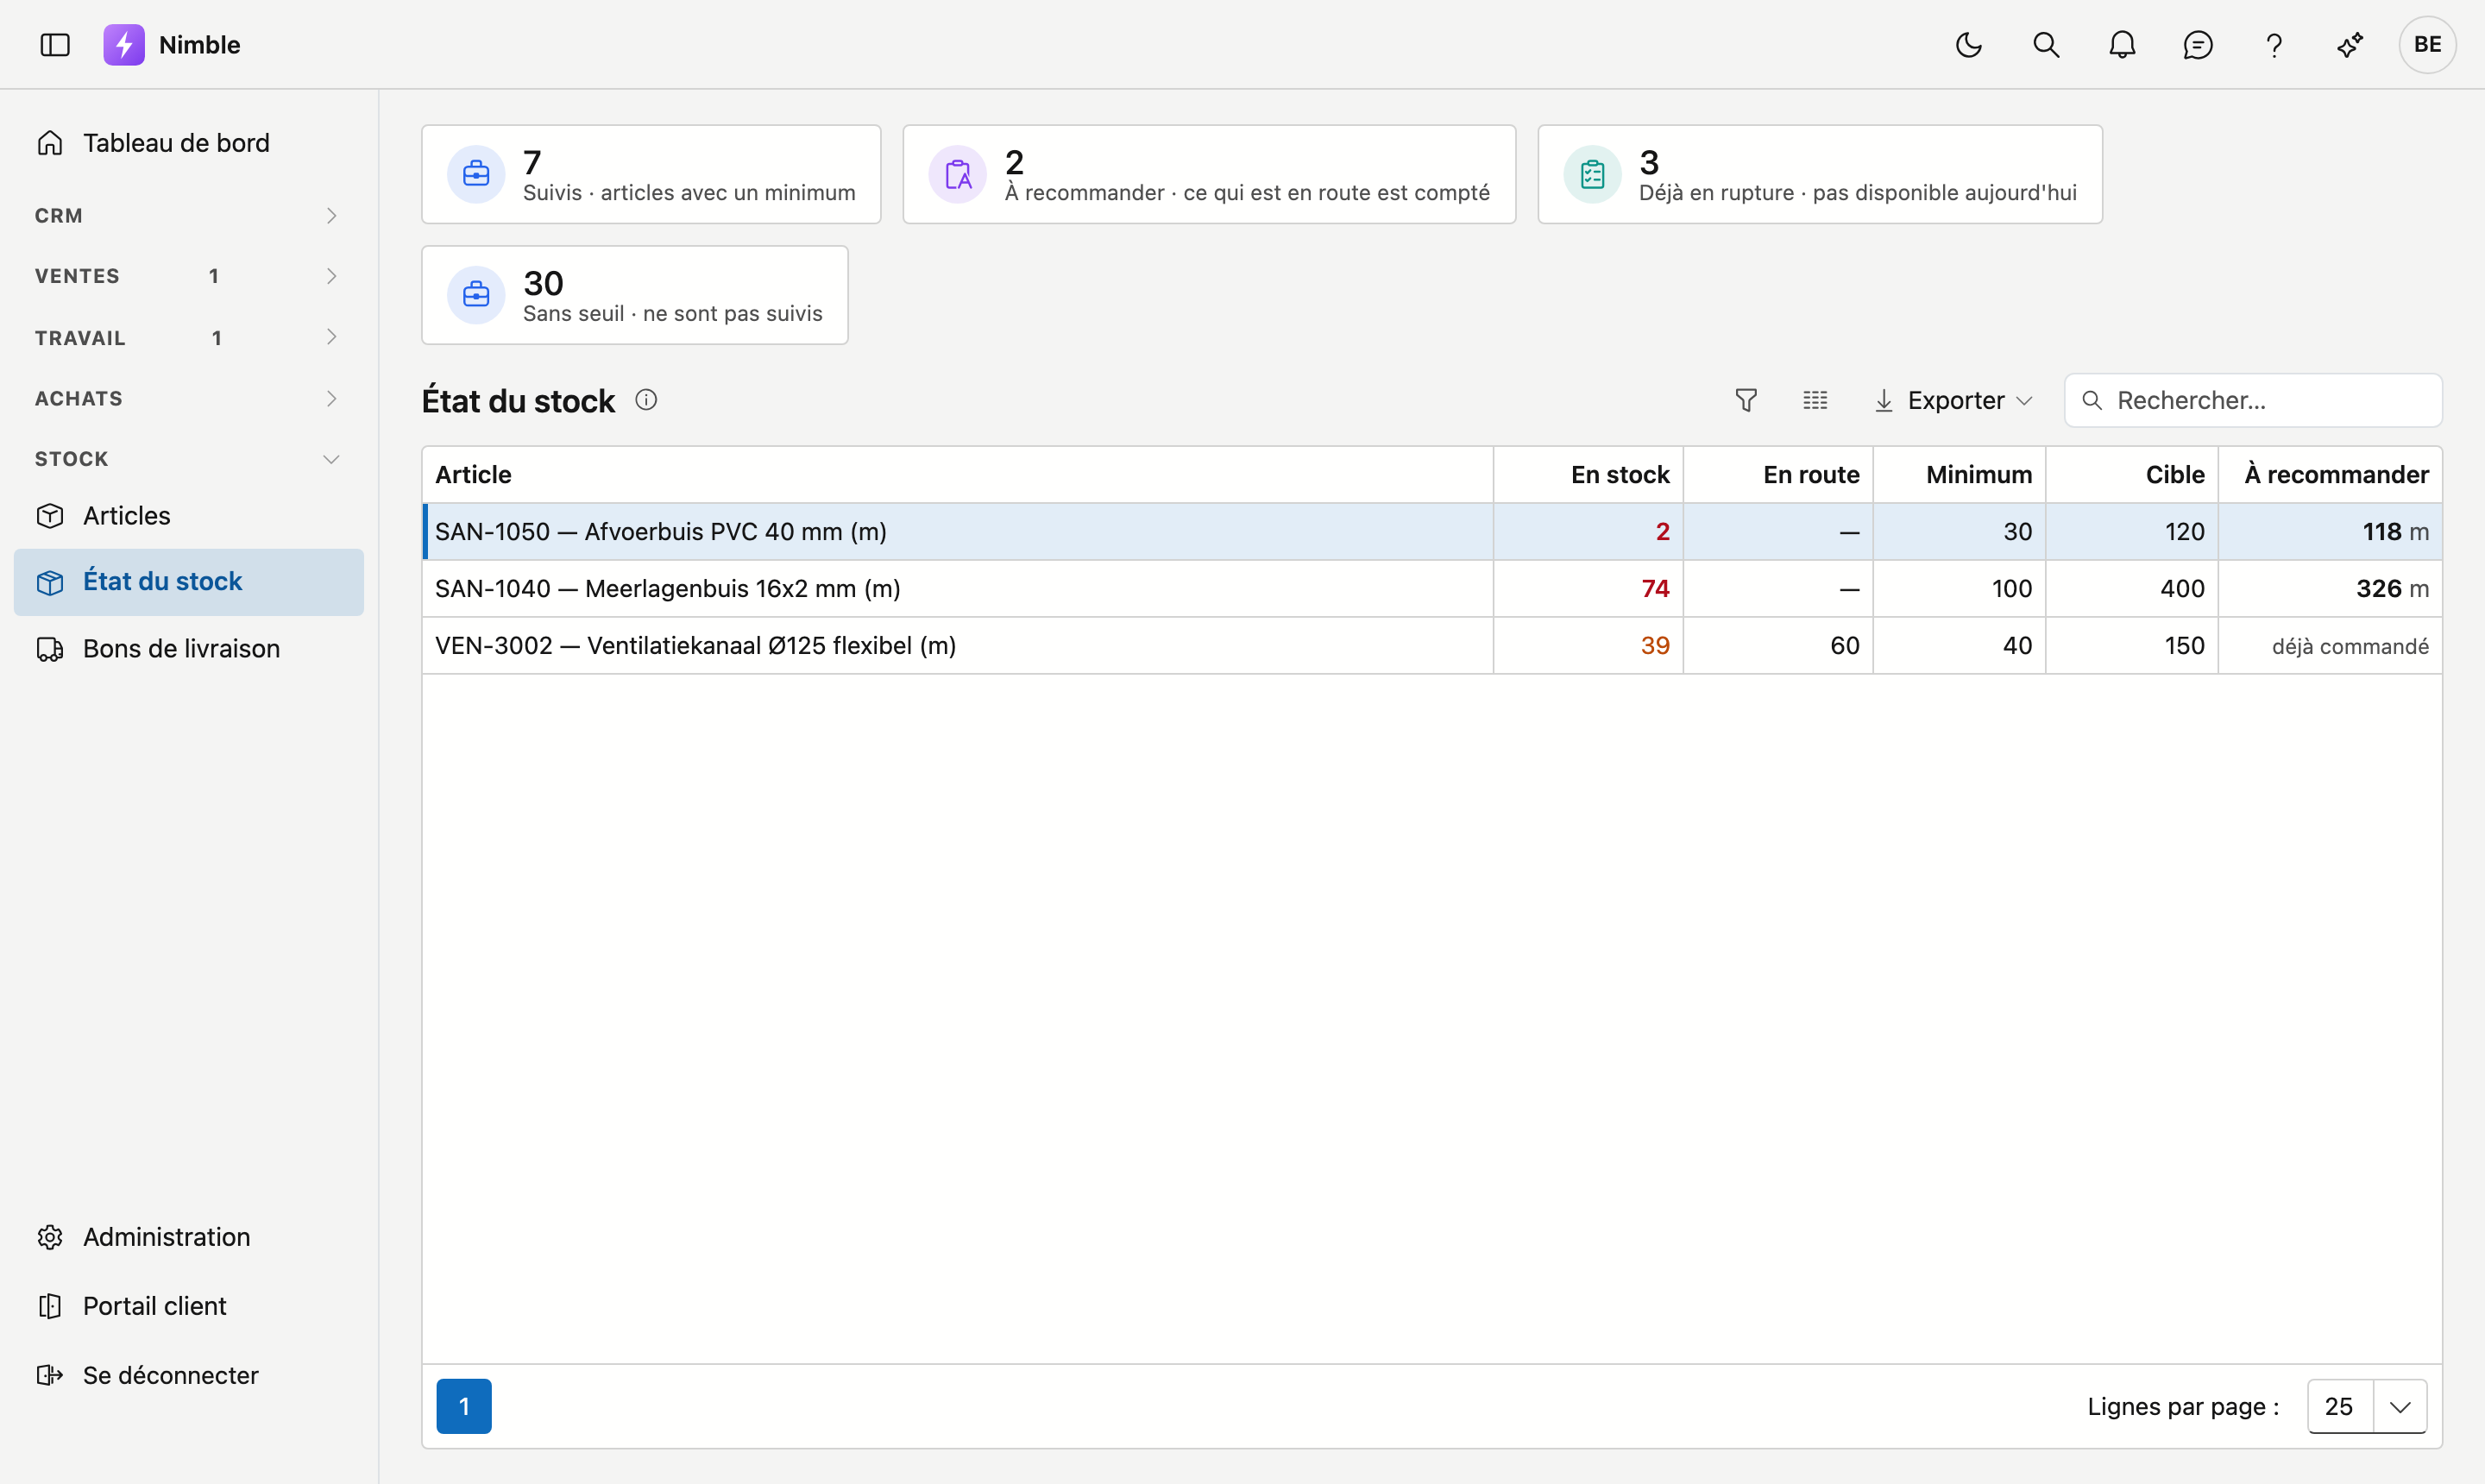 Nimble
BE
Tableau de bord
CRM
VENTES 1
TRAVAIL 1
ACHATS
STOCK
Articles
État du stock
Bons de livraison
Administration
Portail client
Se déconnecter
7
Suivis · articles avec un minimum
2
À recommander · ce qui est en route est compté
3
Déjà en rupture · pas disponible aujourd'hui
30
Sans seuil · ne sont pas suivis
État du stock
Exporter
Rechercher...
Article En stock En route Minimum Cible À recommander
SAN-1050 — Afvoerbuis PVC 40 mm (m) 2 — 30 120 118 m
SAN-1040 — Meerlagenbuis 16x2 mm (m) 74 — 100 400 326 m
VEN-3002 — Ventilatiekanaal Ø125 flexibel (m) 39 60 40 150 déjà commandé
1
Lignes par page : 25